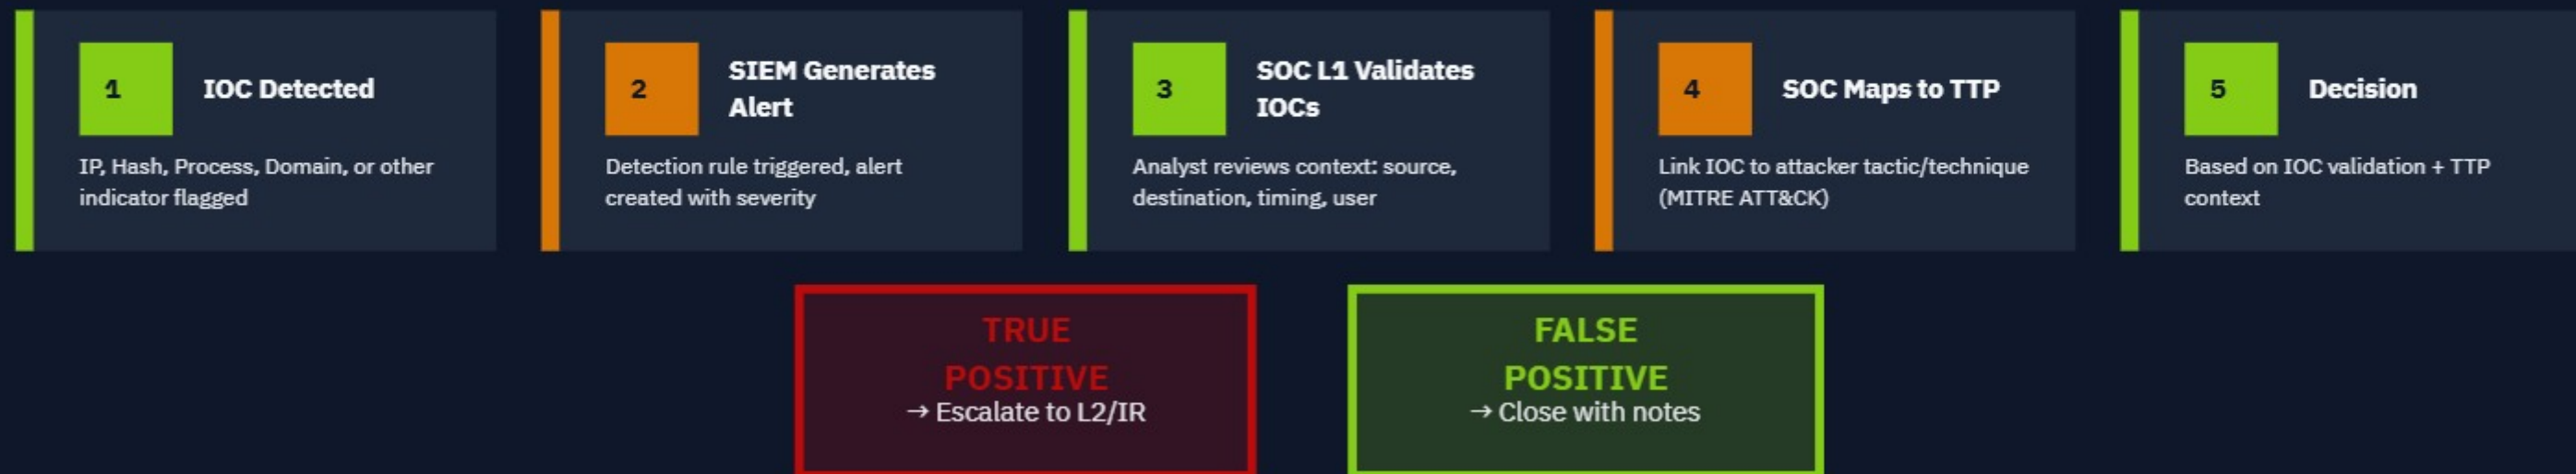 1
IOC Detected
IP, Hash, Process, Domain, or other
indicator flagged
2
SIEM Generates
Alert
Detection rule triggered, alert
created with severity
3
SOC L1 Validates
IOCs
Analyst reviews context: source,
destination, timing, user
4
SOC Maps to TTP
Link IOC to attacker tactic/technique
(MITRE ATT&CK)
5
Decision
Based on IOC validation + TTP
context
TRUE
POSITIVE
→ Escalate to L2/IR
FALSE
POSITIVE
→ Close with notes